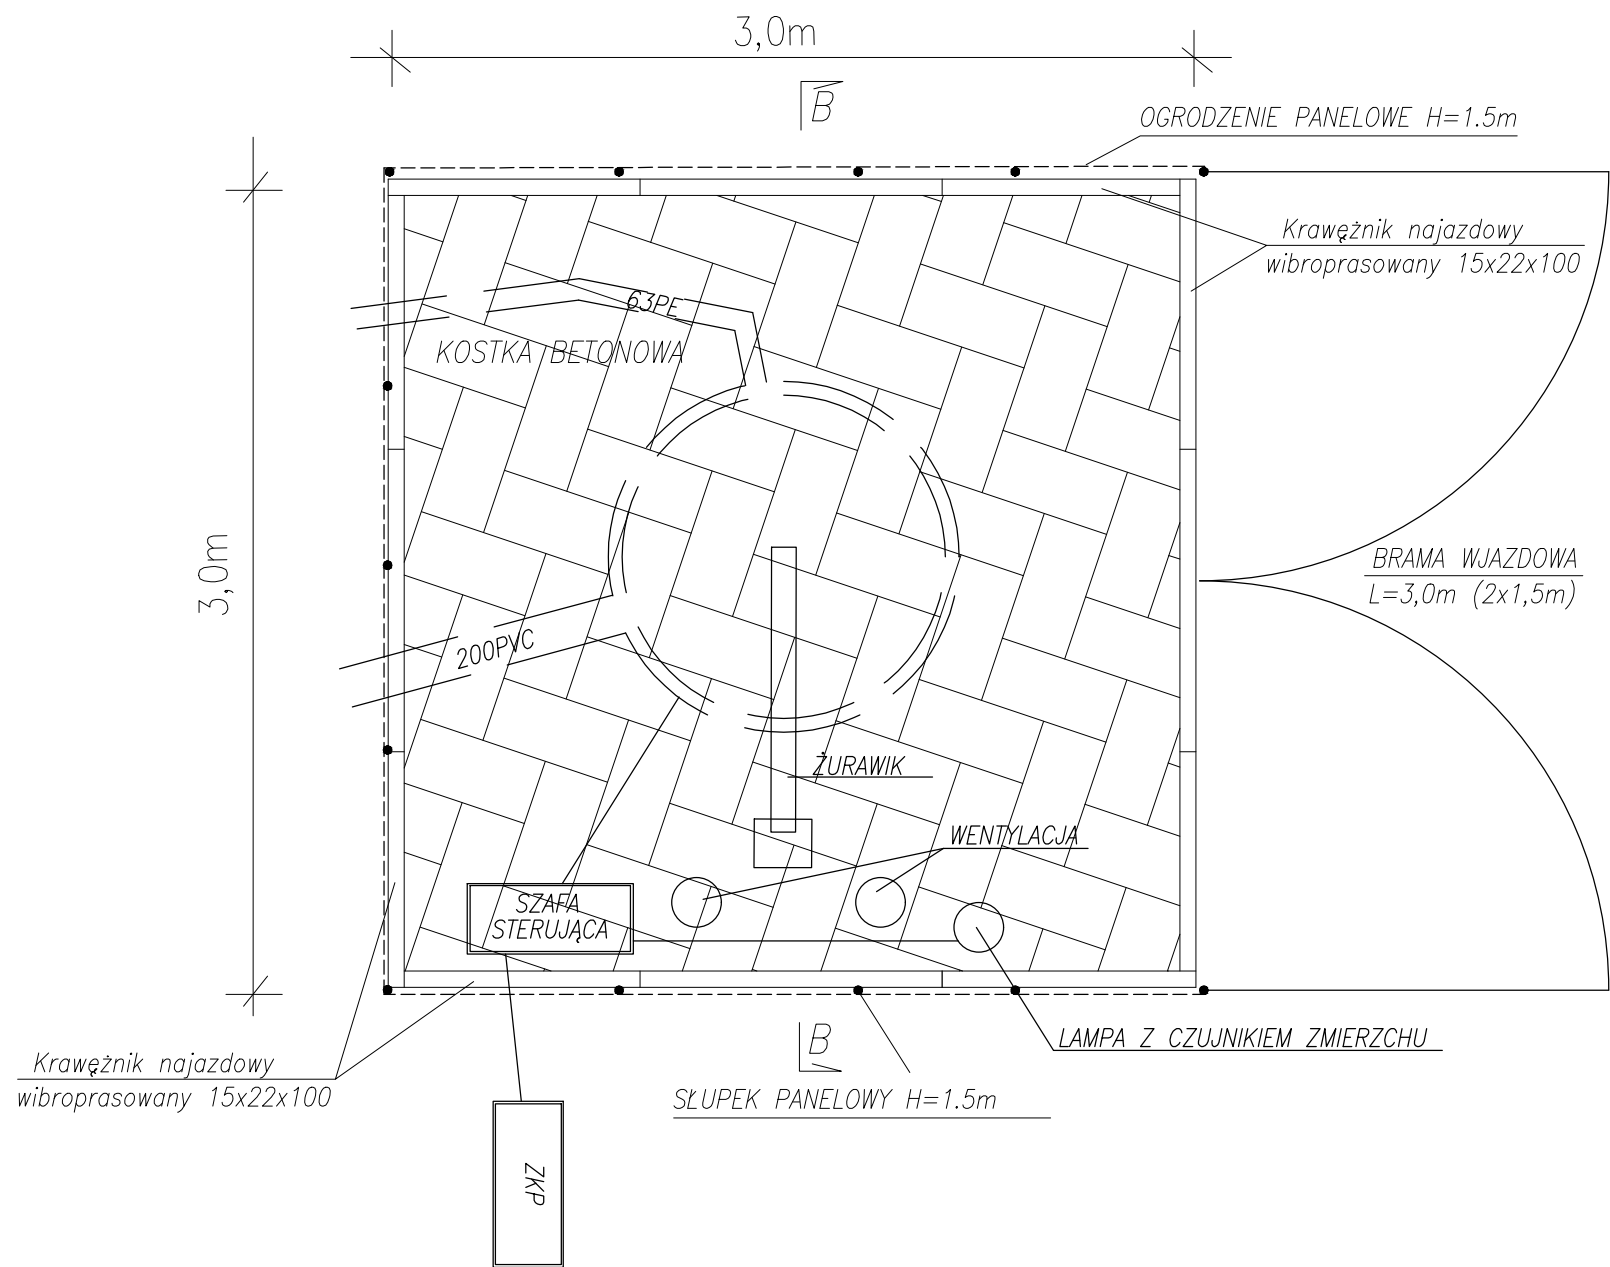 3,0m
B
OGRODZENIE PANELOWE H=1.5m
Krawężnik najazdowy
wibroprasowany 15x22x100
63PE
KOSTKA BETONOWA
3,0m
BRAMA WJAZDOWA
L=3,0m (2x1,5m)
200PVC
ŻURAWIK
WENTYLACJA
SZAFA
STERUJĄCA
B
LAMPA Z CZUJNIKIEM ZMIERZCHU
Krawężnik najazdowy
wibroprasowany 15x22x100
SŁUPEK PANELOWY H=1.5m
ZKP